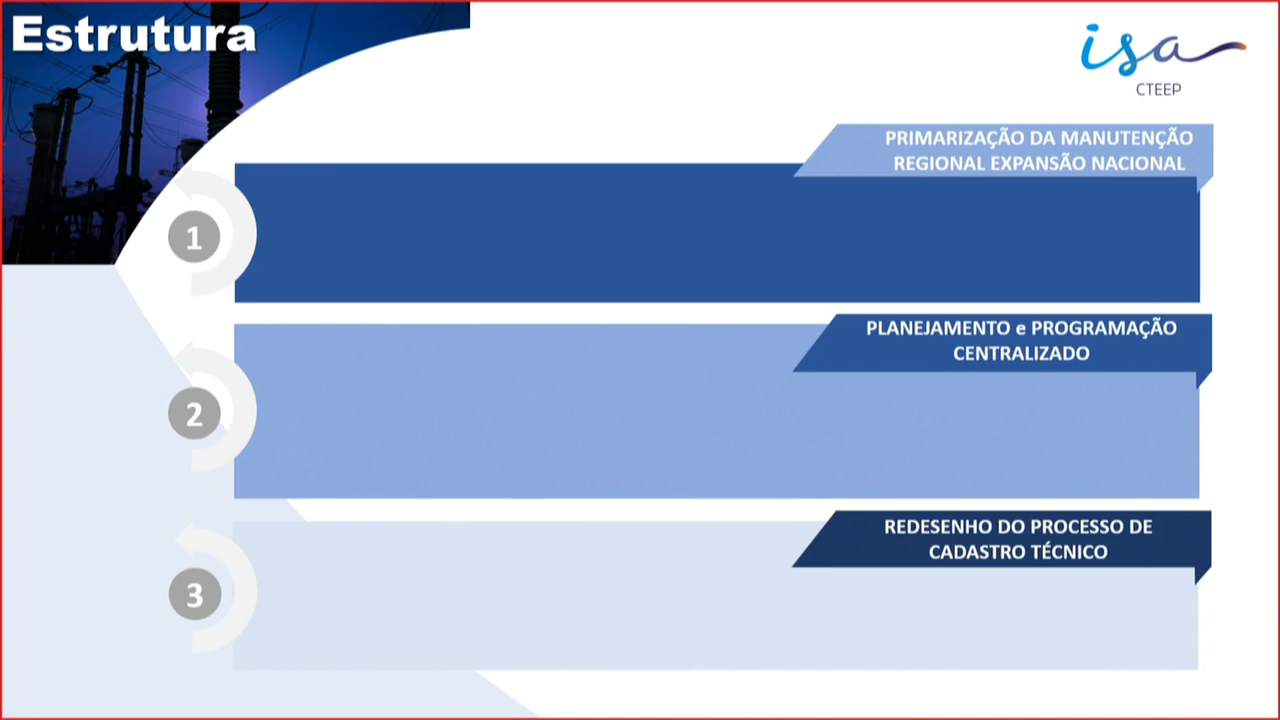 Estrutura
isa
CTEEP
PRIMARIZAÇÃO DA MANUTENÇÃO
REGIONAL EXPANSÃO NACIONAL
1
PLANEJAMENTO e PROGRAMAÇÃO
CENTRALIZADO
2
REDESENHO DO PROCESSO DE
CADASTRO TÉCNICO
3